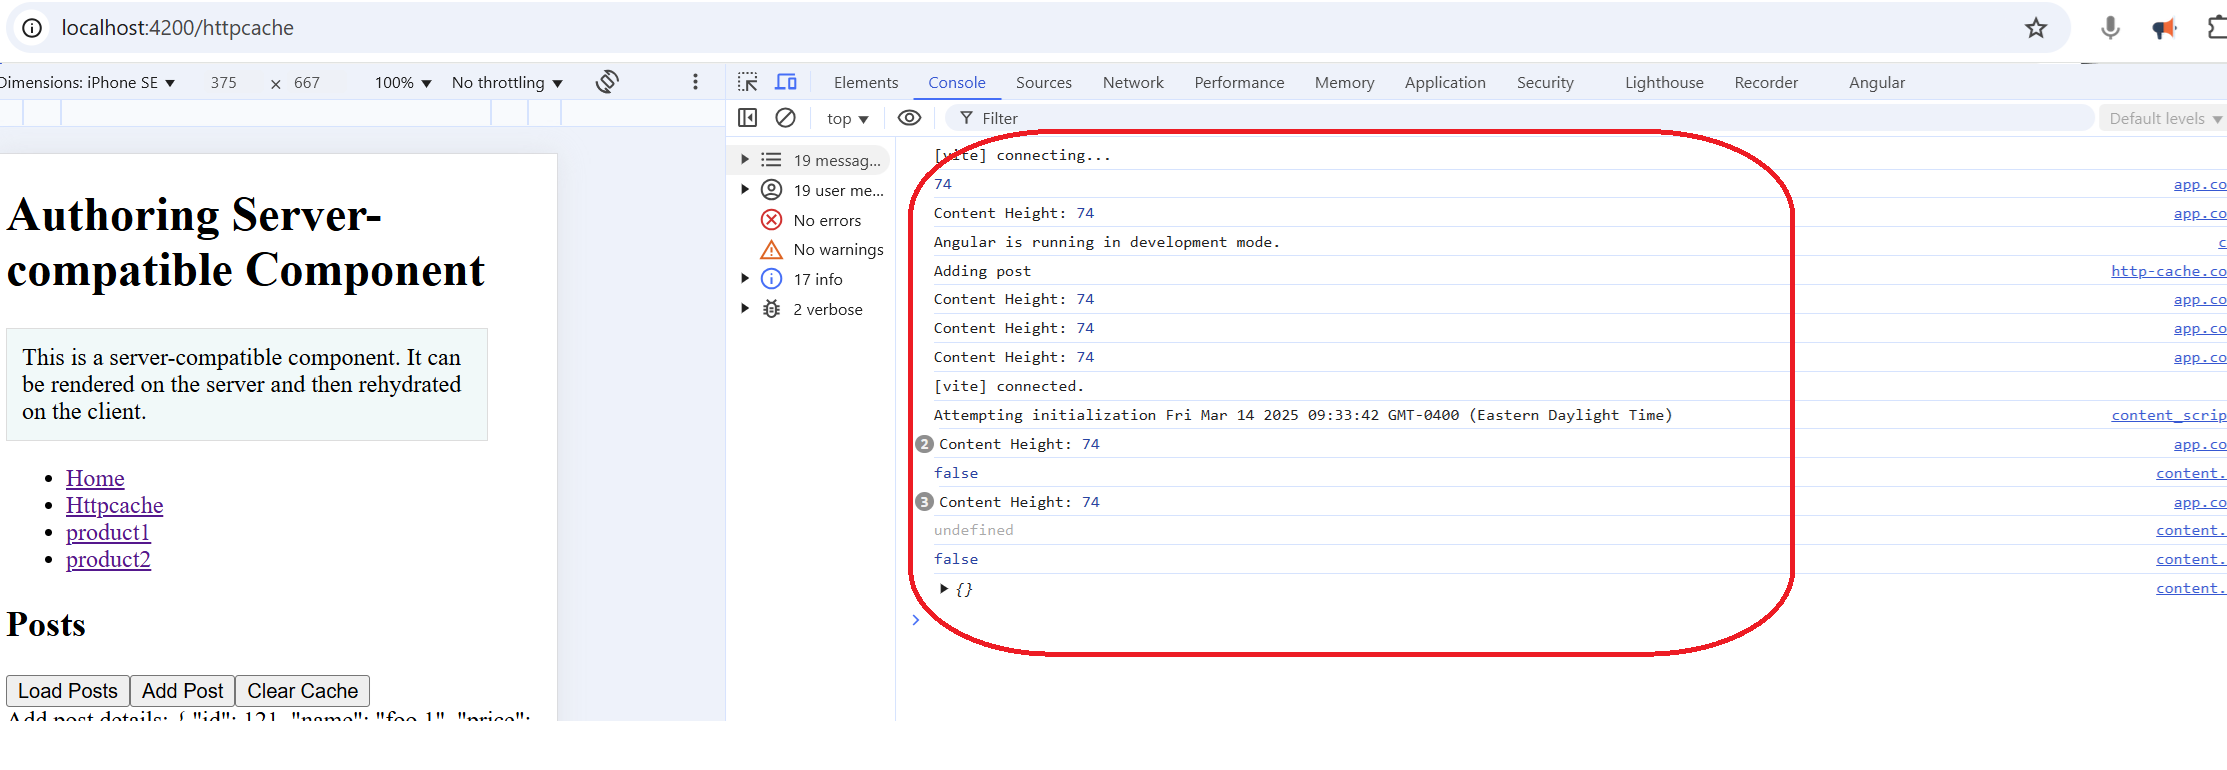 localhost:4200/httpcache
Dimensions: iPhone SE 375 × 667 100% No throttling
Elements Console Sources Network Performance Memory Application Security Lighthouse Recorder Angular
top Filter Default levels
19 messag...
19 user me...
No errors
No warnings
17 info
2 verbose
[vite] connecting...
74 app.co
Content Height: 74 app.co
Angular is running in development mode. c
Adding post http-cache.co
Content Height: 74 app.co
Content Height: 74 app.co
Content Height: 74 app.co
[vite] connected.
Attempting initialization Fri Mar 14 2025 09:33:42 GMT-0400 (Eastern Daylight Time) content_scrip
2 Content Height: 74 app.co
false content.
3 Content Height: 74 app.co
undefined content.
false content.
{} content.
Authoring Server-
compatible Component
This is a server-compatible component. It can
be rendered on the server and then rehydrated
on the client.
Home
Httpcache
product1
product2
Posts
Load Posts Add Post Clear Cache
Add post details: { "id": 121, "name": "foo 1", "price":